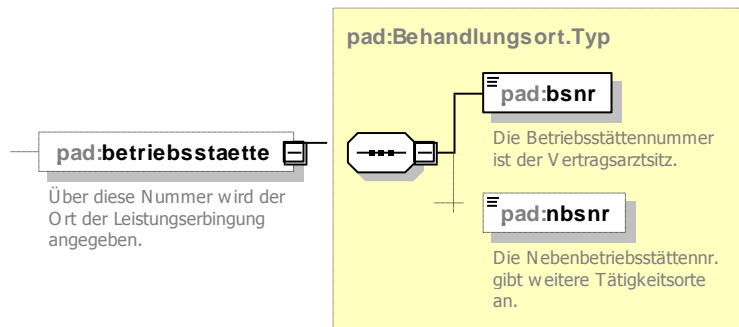 pad:Behandlungsort.Typ
pad:bsnr
Die Betriebsstättennummer
ist der Vertragsarztsitz.
pad:betriebsstaette
Über diese Nummer wird der
Ort der Leistungserbingung
angegeben.
pad:nbsnr
Die Nebenbetriebsstättennr.
gibt weitere Tätigkeitsorte
an.